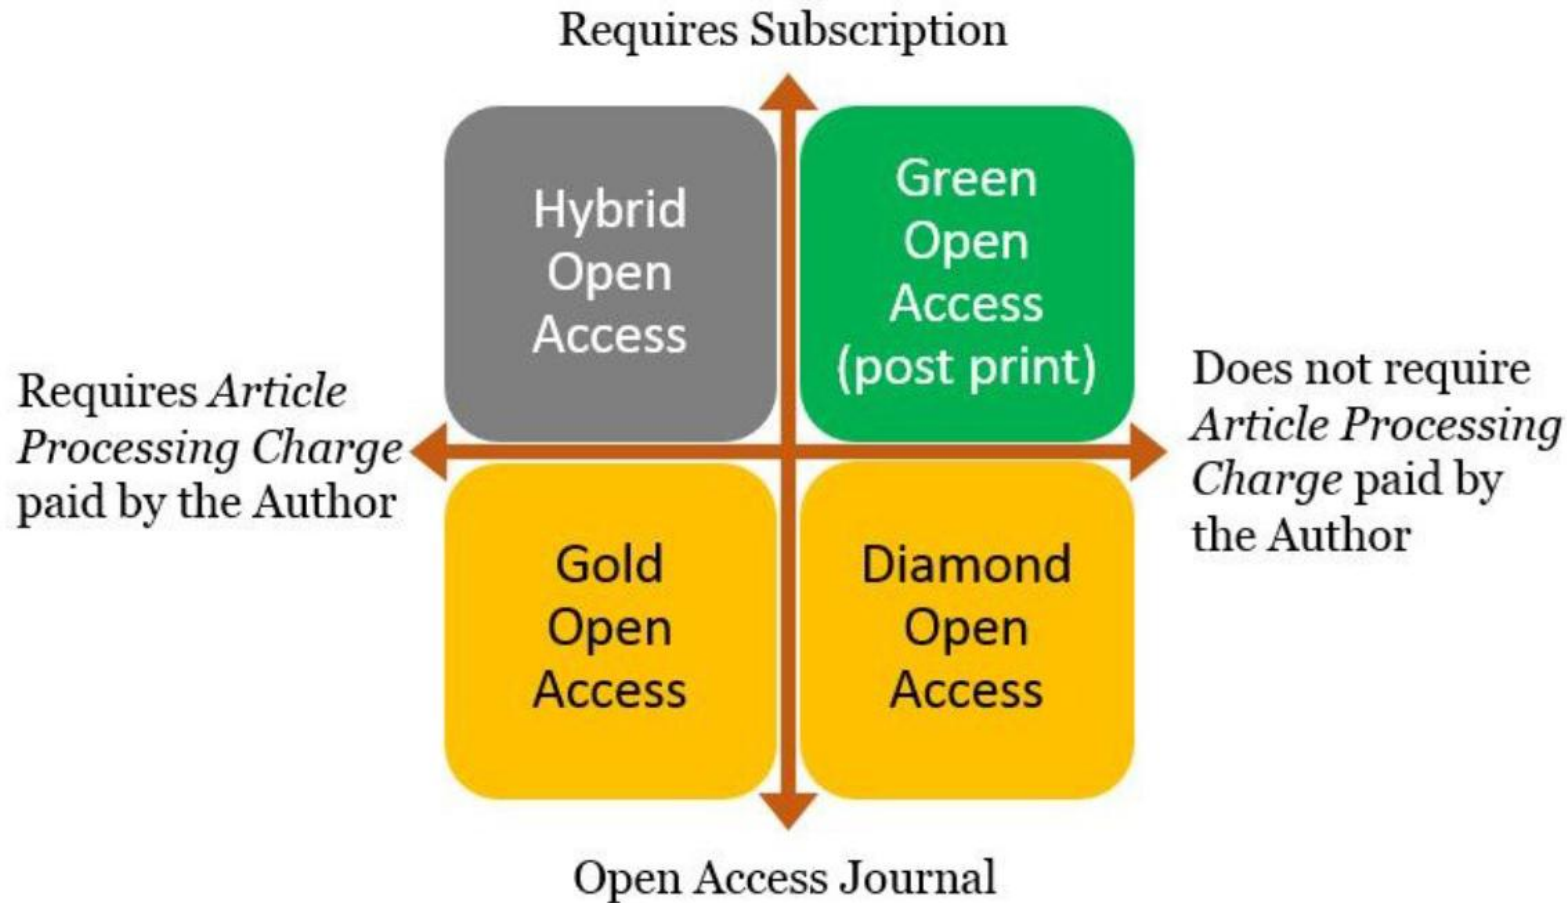 Requires Subscription
Hybrid
Open
Access
Green
Open
Access
(post print)
Requires Article
Processing Charge
paid by the Author
Does not require
Article Processing
Charge paid by
the Author
Gold
Open
Access
Diamond
Open
Access
Open Access Journal